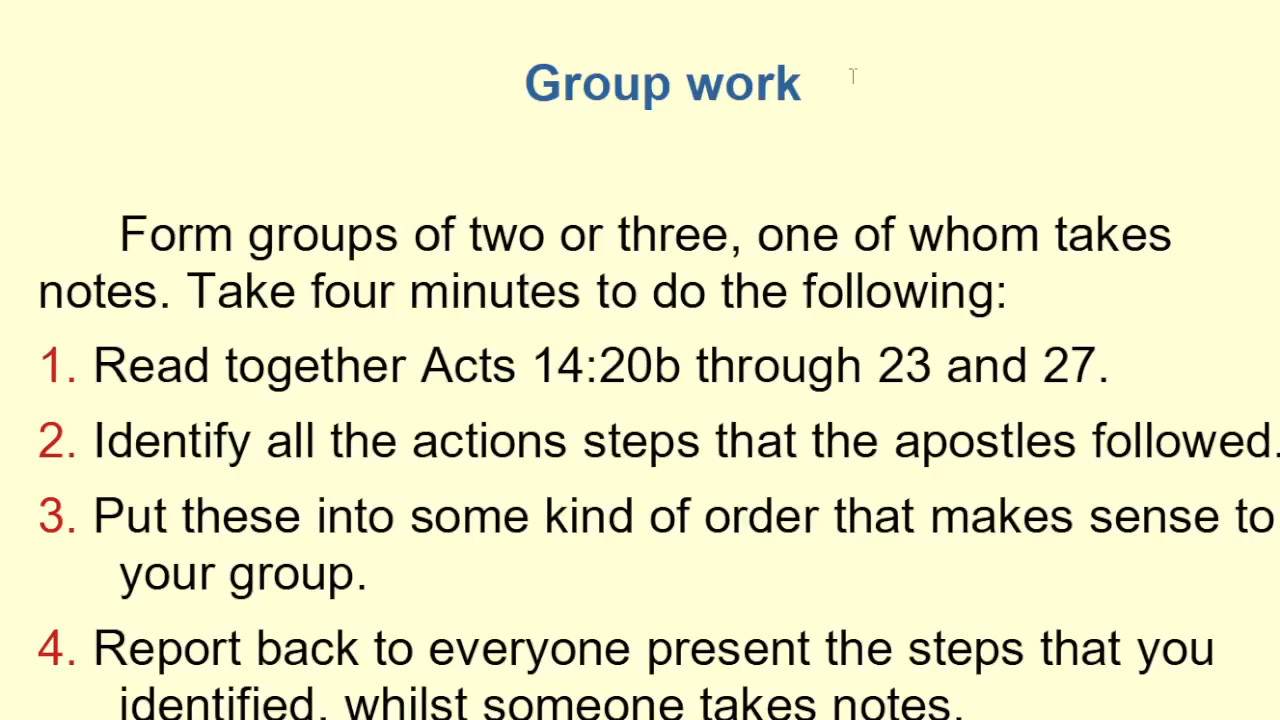 Group work
Form groups of two or three, one of whom takes
notes. Take four minutes to do the following:
1. Read together Acts 14:20b through 23 and 27.
2. Identify all the actions steps that the apostles followed.
3. Put these into some kind of order that makes sense to
your group.
4. Report back to everyone present the steps that you
identified, whilst someone takes notes.